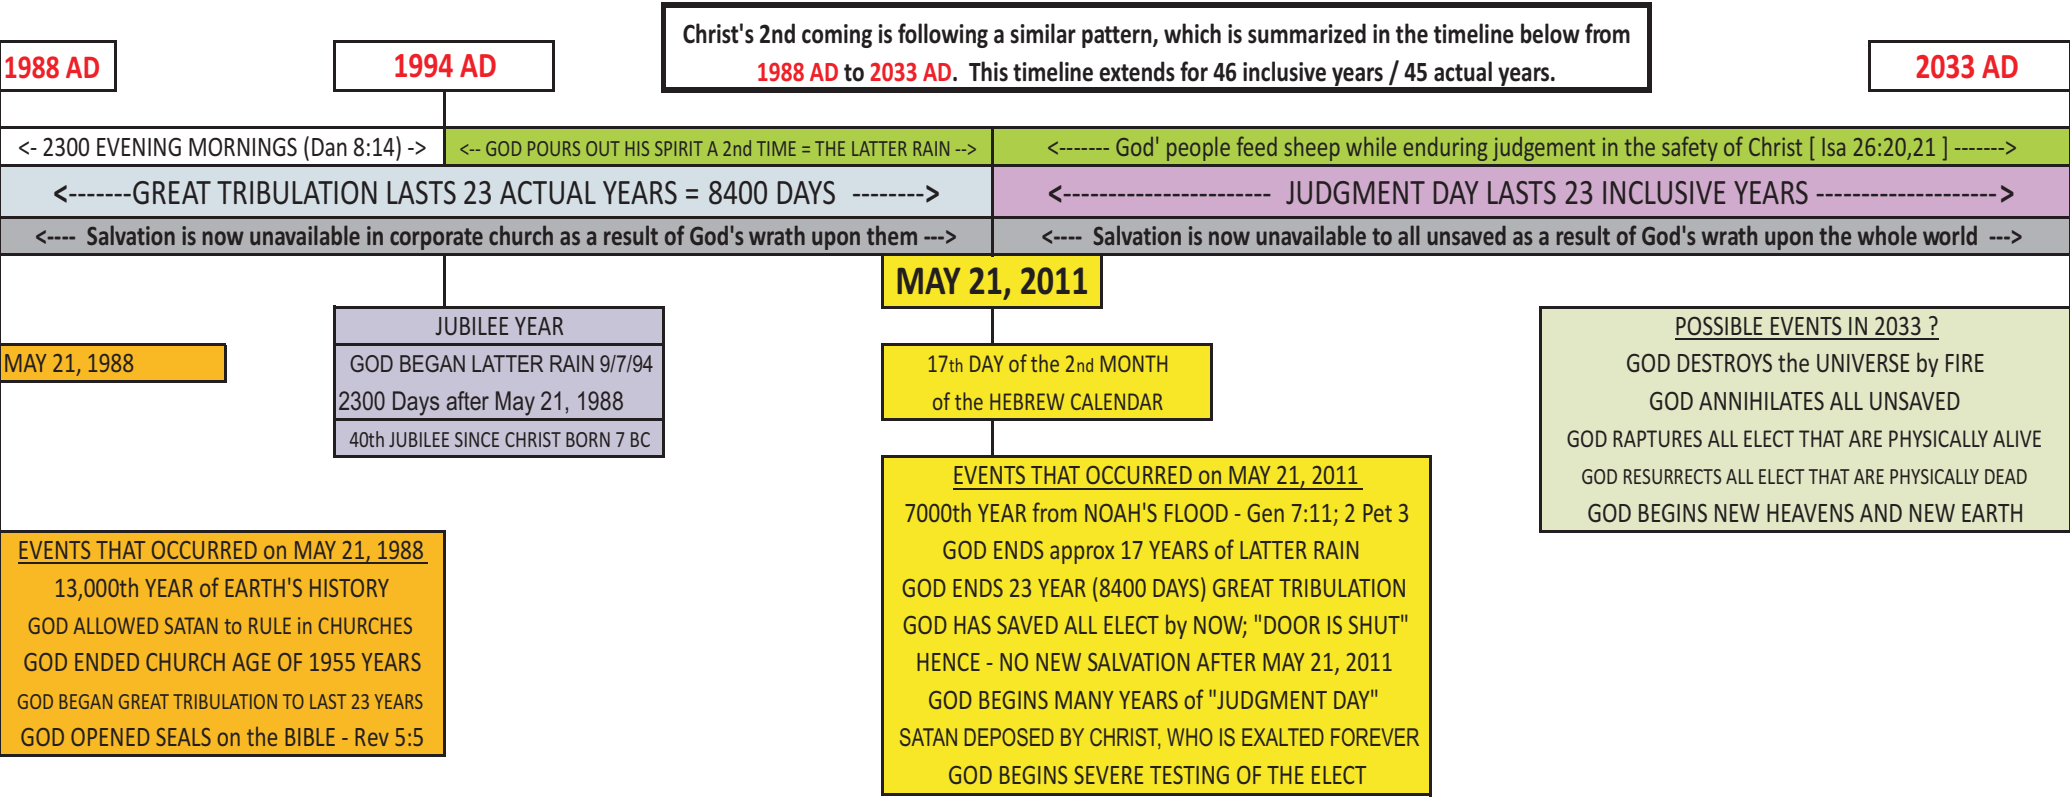 Christ's 2nd coming is following a similar pattern, which is summarized in the timeline below from
1988 AD to 2033 AD. This timeline extends for 46 inclusive years / 45 actual years.
1988 AD
1994 AD
2033 AD
<- 2300 EVENING MORNINGS (Dan 8:14) ->
<-- GOD POURS OUT HIS SPIRIT A 2nd TIME = THE LATTER RAIN -->
<------- God' people feed sheep while enduring judgement in the safety of Christ [ Isa 26:20,21 ] ------->
<-------GREAT TRIBULATION LASTS 23 ACTUAL YEARS = 8400 DAYS -------->
<----------------------- JUDGMENT DAY LASTS 23 INCLUSIVE YEARS -------------------->
<---- Salvation is now unavailable in corporate church as a result of God's wrath upon them --->
<---- Salvation is now unavailable to all unsaved as a result of God's wrath upon the whole world --->
MAY 21, 1988
EVENTS THAT OCCURRED on MAY 21, 1988
13,000th YEAR of EARTH'S HISTORY
GOD ALLOWED SATAN to RULE in CHURCHES
GOD ENDED CHURCH AGE OF 1955 YEARS
GOD BEGAN GREAT TRIBULATION TO LAST 23 YEARS
GOD OPENED SEALS on the BIBLE - Rev 5:5
JUBILEE YEAR
GOD BEGAN LATTER RAIN 9/7/94
2300 Days after May 21, 1988
40th JUBILEE SINCE CHRIST BORN 7 BC
MAY 21, 2011
17th DAY of the 2nd MONTH
of the HEBREW CALENDAR
EVENTS THAT OCCURRED on MAY 21, 2011
7000th YEAR from NOAH'S FLOOD - Gen 7:11; 2 Pet 3
GOD ENDS approx 17 YEARS of LATTER RAIN
GOD ENDS 23 YEAR (8400 DAYS) GREAT TRIBULATION
GOD HAS SAVED ALL ELECT by NOW; "DOOR IS SHUT"
HENCE - NO NEW SALVATION AFTER MAY 21, 2011
GOD BEGINS MANY YEARS of "JUDGMENT DAY"
SATAN DEPOSED BY CHRIST, WHO IS EXALTED FOREVER
GOD BEGINS SEVERE TESTING OF THE ELECT
POSSIBLE EVENTS IN 2033 ?
GOD DESTROYS the UNIVERSE by FIRE
GOD ANNIHILATES ALL UNSAVED
GOD RAPTURES ALL ELECT THAT ARE PHYSICALLY ALIVE
GOD RESURRECTS ALL ELECT THAT ARE PHYSICALLY DEAD
GOD BEGINS NEW HEAVENS AND NEW EARTH